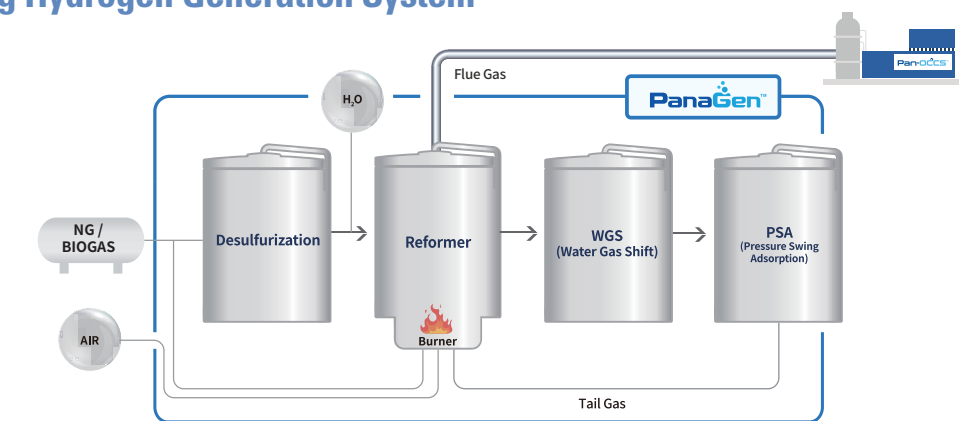 g Hydrogen Generation System
Flue Gas
Pan-OCCS
PanaGen™
H₂O
NG /
BIOGAS
Desulfurization
Reformer
WGS
(Water Gas Shift)
PSA
(Pressure Swing
Adsorption)
AIR
Burner
Tail Gas